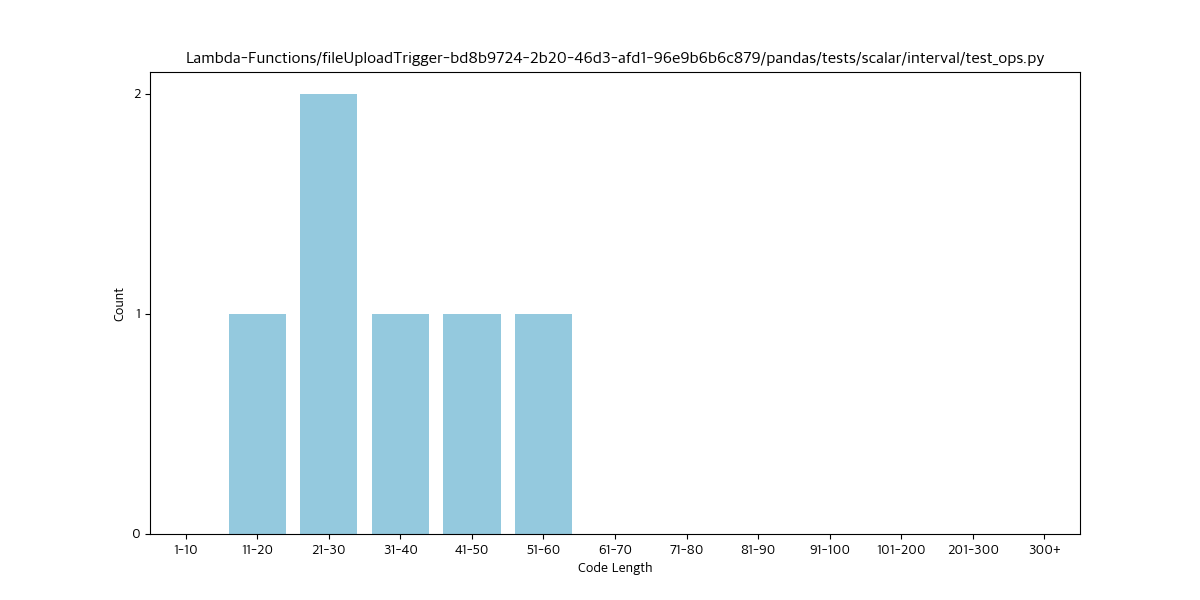 Lambda-Functions/fileUploadTrigger-bd8b9724-2b20-46d3-afd1-96e9b6b6c879/pandas/tests/scalar/interval/test_ops.py
2
1
0
Count
1-10 11-20 21-30 31-40 41-50 51-60 61-70 71-80 81-90 91-100 101-200 201-300 300+
Code Length